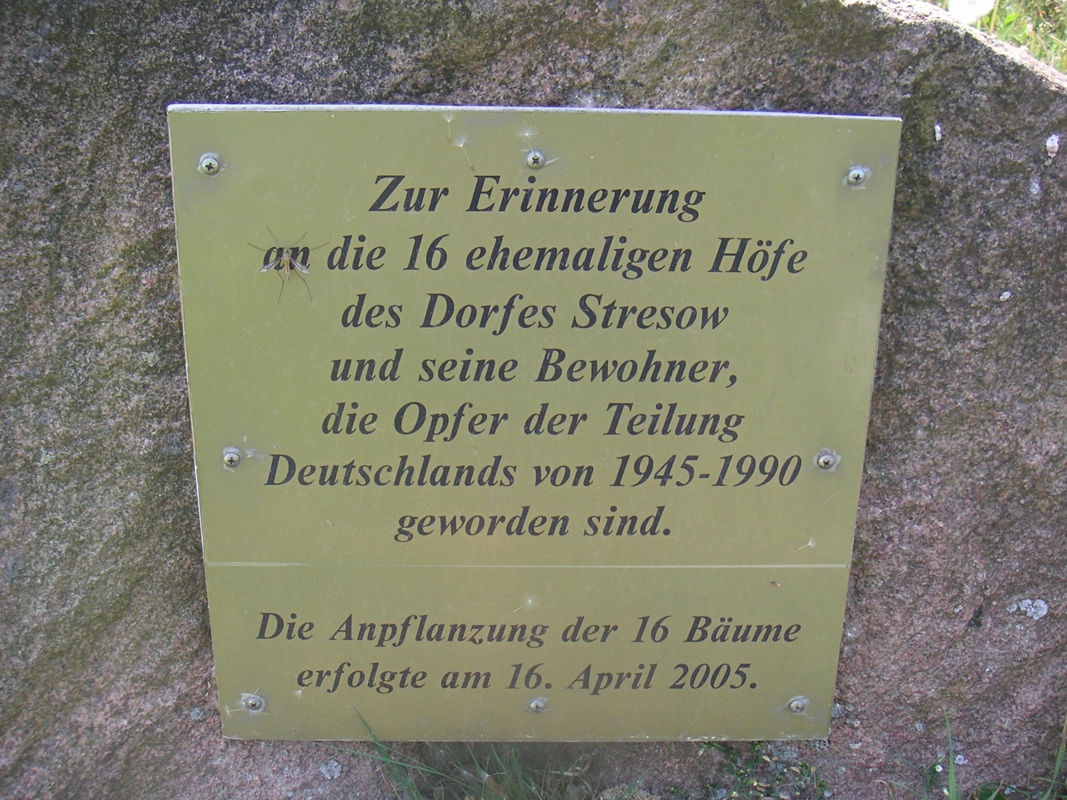 Zur Erinnerung
an die 16 ehemaligen Höfe
des Dorfes Stresow
und seine Bewohner,
die Opfer der Teilung
Deutschlands von 1945-1990
geworden sind.
Die Anpflanzung der 16 Bäume
erfolgte am 16. April 2005.